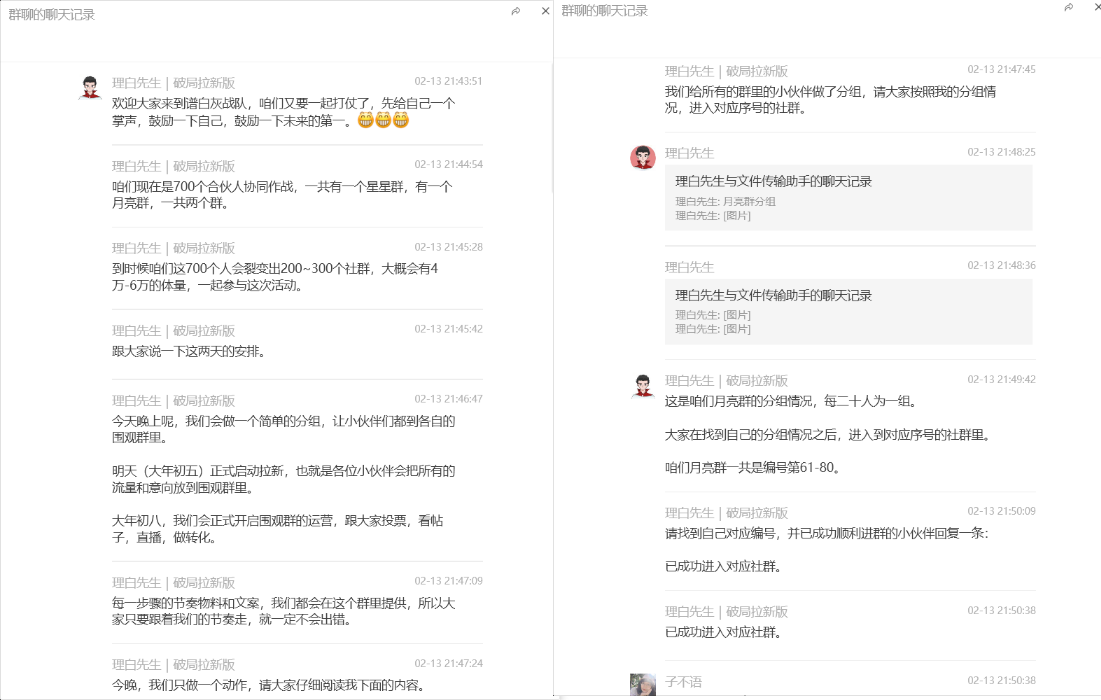 群聊的聊天记录
理白先生 | 破局拉新版
02-13 21:43:51
欢迎大家来到谱白灰战队，咱们又要一起打仗了，先给自己一个
掌声，鼓励一下自己，鼓励一下未来的第一。😁😁😁
理白先生 | 破局拉新版
02-13 21:44:54
咱们现在是700个合伙人协同作战，一共有一个星星群，有一个
月亮群，一共两个群。
理白先生 | 破局拉新版
02-13 21:45:28
到时候咱们这700个人会裂变出200~300个社群，大概会有4
万-6万的体量，一起参与这次活动。
理白先生 | 破局拉新版
02-13 21:45:42
跟大家说一下这两天的安排。
理白先生 | 破局拉新版
02-13 21:46:47
今天晚上呢，我们会做一个简单的分组，让小伙伴们都到各自的
围观群里。
明天（大年初五）正式启动拉新，也就是各位小伙伴会把所有的
流量和意向放到围观群里。
大年初八，我们会正式开启围观群的运营，跟大家投票，看帖
子，直播，做转化。
理白先生 | 破局拉新版
02-13 21:47:09
每一步骤的节奏物料和文案，我们都会在这个群里提供，所以大
家只要跟着我们的节奏走，就一定不会出错。
理白先生 | 破局拉新版
02-13 21:47:24
今晚，我们只做一个动作，请大家仔细阅读我下面的内容。
群聊的聊天记录
理白先生 | 破局拉新版
02-13 21:47:45
我们给所有的群里的小伙伴做了分组，请大家按照我的分组情
况，进入对应序号的社群。
理白先生
02-13 21:48:25
理白先生与文件传输助手的聊天记录
理白先生: 月亮群分组
理白先生: [图片]
理白先生
02-13 21:48:36
理白先生与文件传输助手的聊天记录
理白先生: [图片]
理白先生: [图片]
理白先生 | 破局拉新版
02-13 21:49:42
这是咱们月亮群的分组情况，每二十人为一组。
大家在找到自己的分组情况之后，进入到对应序号的社群里。
咱们月亮群一共是编号第61-80。
理白先生 | 破局拉新版
02-13 21:50:09
请找到自己对应编号，并已成功顺利进群的小伙伴回复一条：
已成功进入对应社群。
理白先生 | 破局拉新版
02-13 21:50:38
已成功进入对应社群。
子不语
02-13 21:50:38